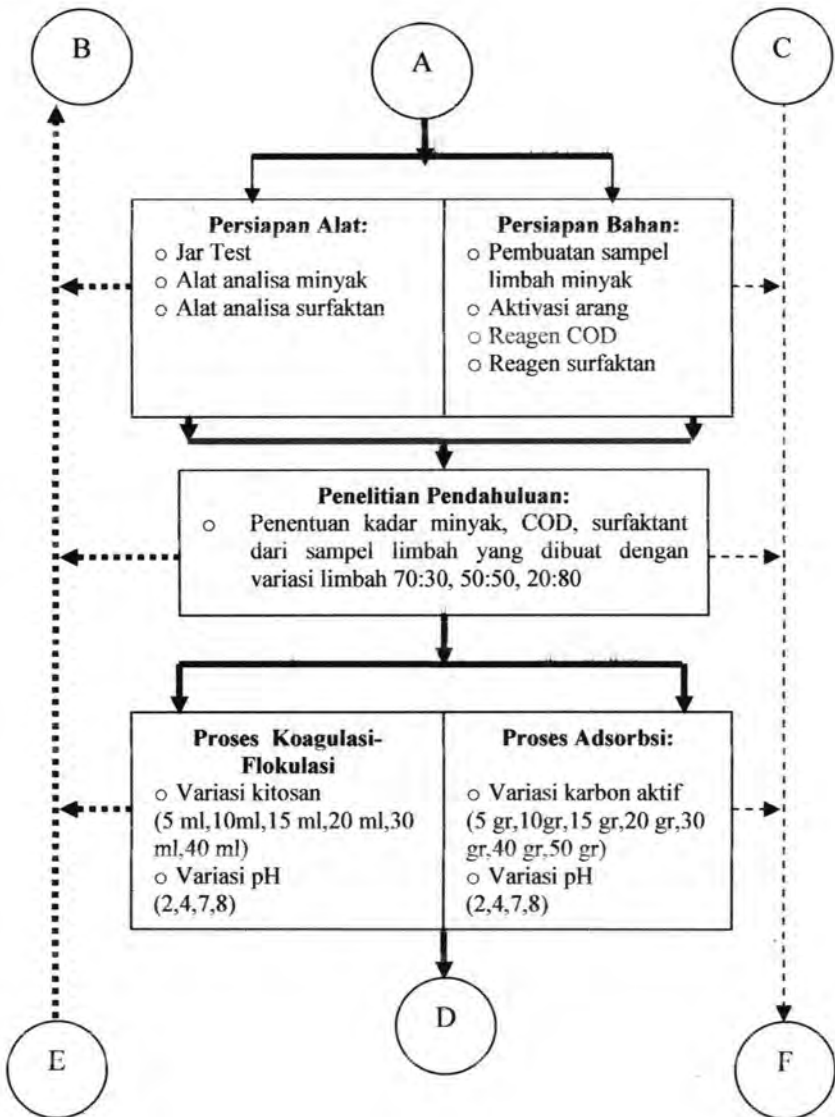 B
A
C
Persiapan Alat:
○ Jar Test
○ Alat analisa minyak
○ Alat analisa surfaktan
Persiapan Bahan:
○ Pembuatan sampel
limbah minyak
○ Aktivasi arang
○ Reagen COD
○ Reagen surfaktan
Penelitian Pendahuluan:
○ Penentuan kadar minyak, COD, surfaktant
dari sampel limbah yang dibuat dengan
variasi limbah 70:30, 50:50, 20:80
Proses Koagulasi-
Flokulasi
○ Variasi kitosan
(5 ml,10ml,15 ml,20 ml,30
ml,40 ml)
○ Variasi pH
(2,4,7,8)
Proses Adsorbsi:
○ Variasi karbon aktif
(5 gr,10gr,15 gr,20 gr,30
gr,40 gr,50 gr)
○ Variasi pH
(2,4,7,8)
D
E
F